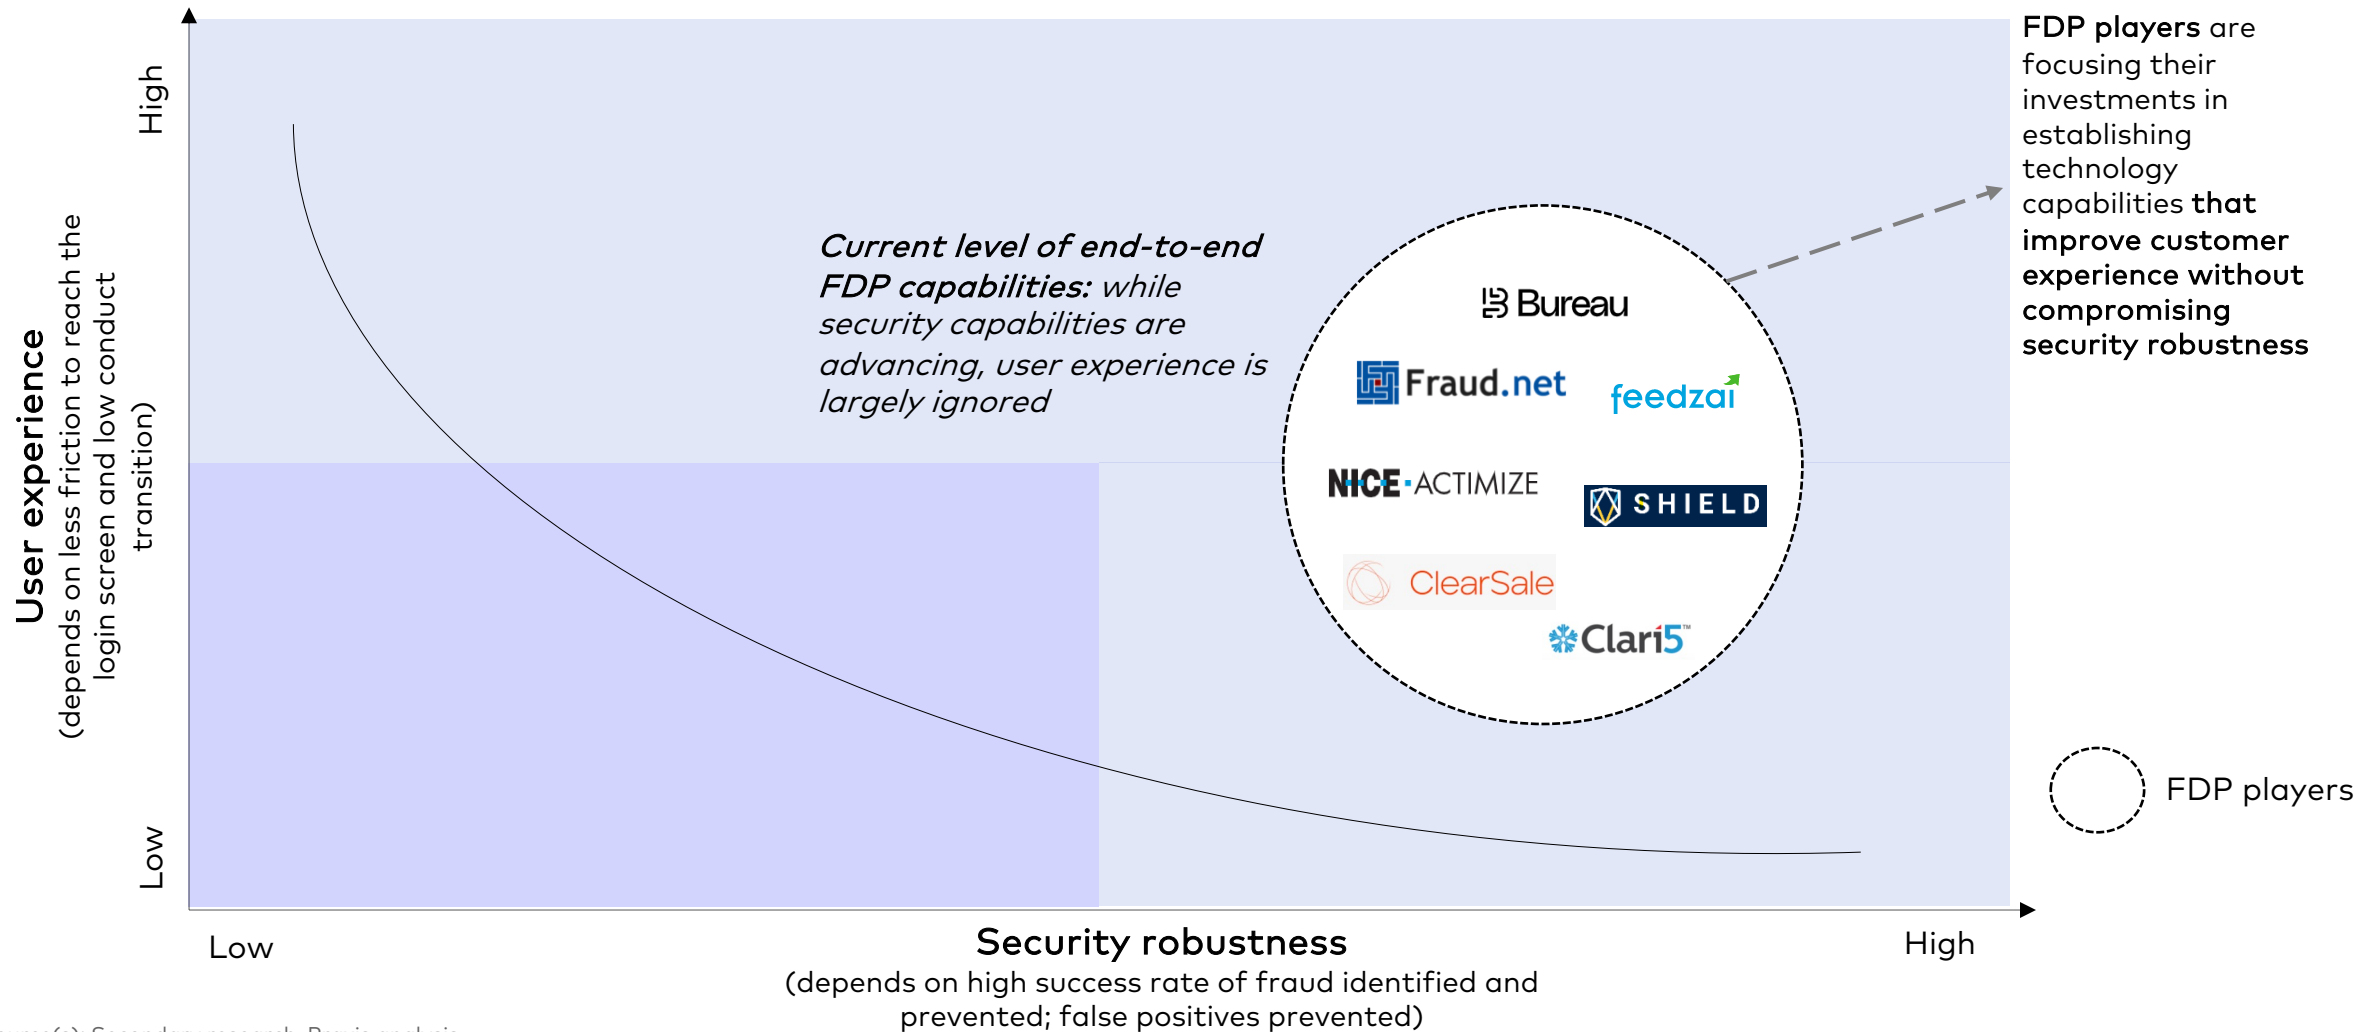 FDP players are
focusing their
investments in
establishing
technology
capabilities that
improve customer
experience without
compromising
security robustness
High
Current level of end-to-end
FDP capabilities: while
security capabilities are
advancing, user experience is
largely ignored
Bureau
Fraud.net
feedzai
NICE·ACTIMIZE
SHIELD
ClearSale
Clari5™
User experience
(depends on less friction to reach the
login screen and low conduct
transition)
FDP players
Low
Low
Security robustness
High
(depends on high success rate of fraud identified and
prevented; false positives prevented)